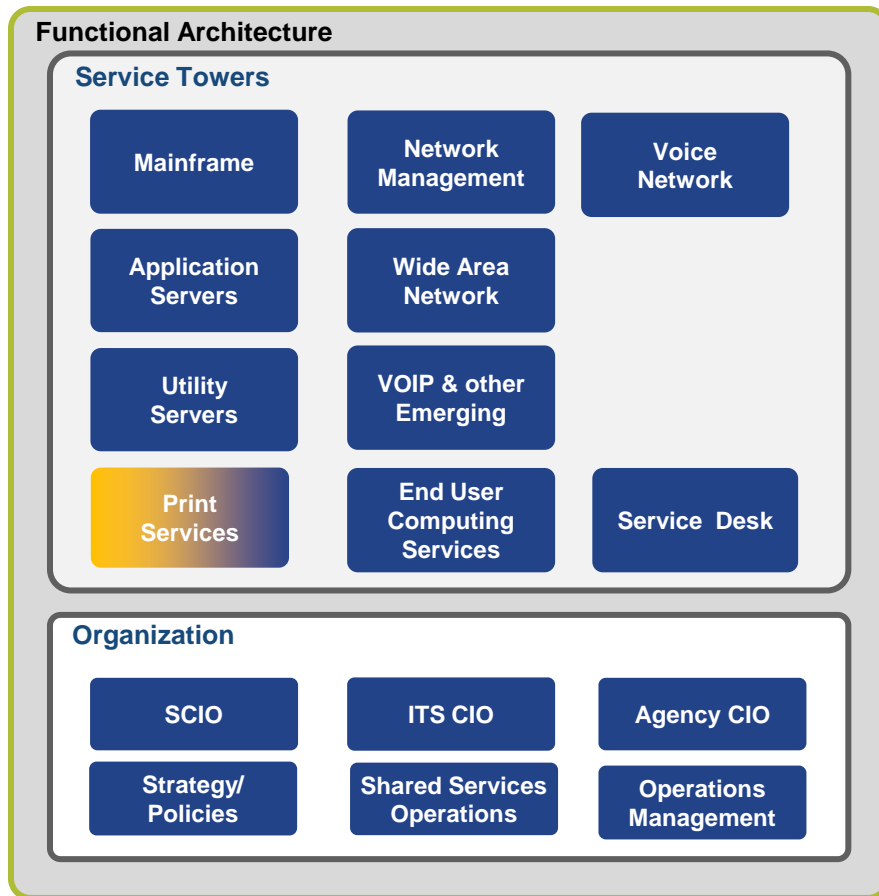 Functional Architecture
Service Towers
Mainframe
Network
Management
Voice
Network
Application
Servers
Wide Area
Network
Utility
Servers
VOIP & other
Emerging
Print
Services
End User
Computing
Services
Service Desk
Organization
SCIO
ITS CIO
Agency CIO
Strategy/
Policies
Shared Services
Operations
Operations
Management